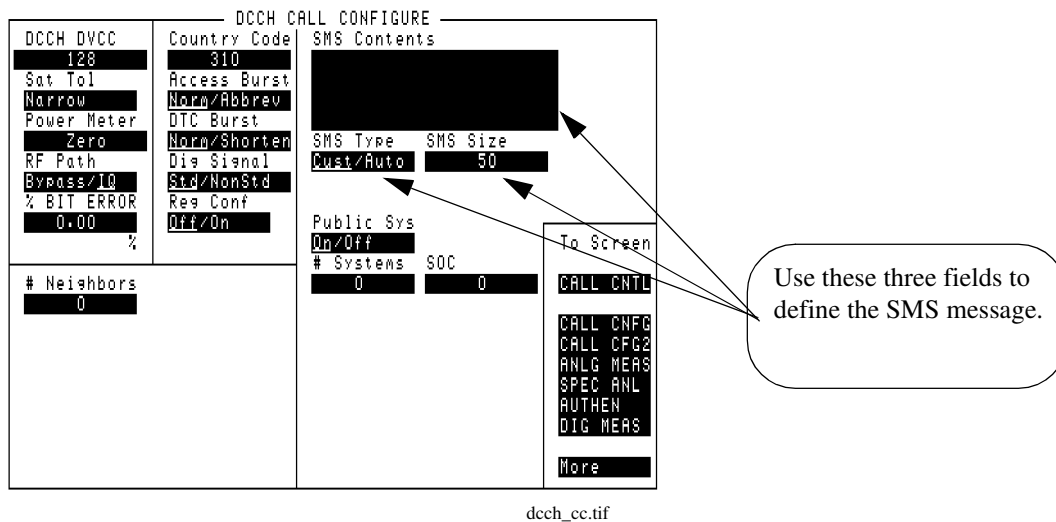 DCCH CALL CONFIGURE
DCCH DVCC
128
Sat Tol
Narrow
Power Meter
Zero
RF Path
Bypass/IQ
% BIT ERROR
0.00
%
# Neighbors
0
Country Code
310
Access Burst
Norm/Abbrev
DTC Burst
Norm/Shorten
Dig Signal
Std/NonStd
Reg Conf
Off/On
SMS Contents
SMS Type
Cust/Auto
SMS Size
50
Public Sys
On/Off
# Systems
0
SOC
0
To Screen
CALL CNTL
CALL CNFG
CALL CFG2
ANLG MEAS
SPEC ANL
AUTHEN
DIG MEAS
More
Use these three fields to
define the SMS message.
dcch_cc.tif